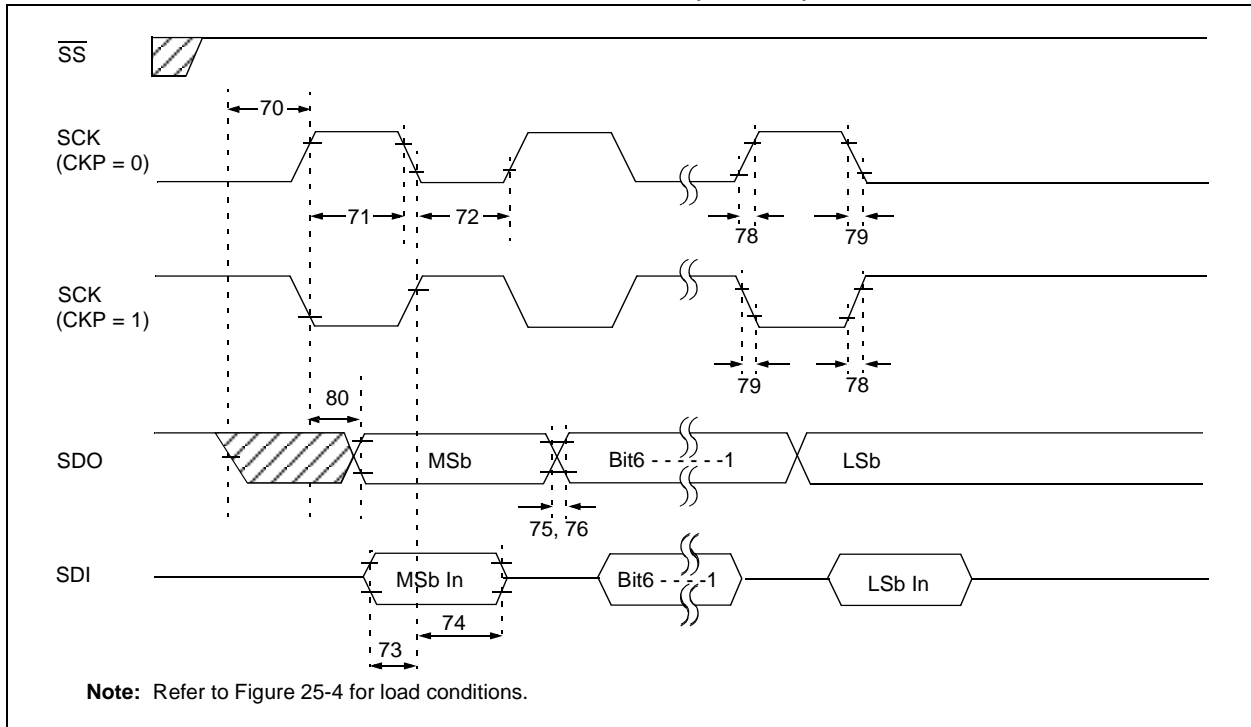 SS
70
SCK
(CKP = 0)
71
72
78
79
SCK
(CKP = 1)
79
78
80
SDO
MSb
Bit6 - - - - - -1
LSb
75, 76
SDI
MSb In
Bit6 - - - -1
LSb In
74
73
Note: Refer to Figure 25-4 for load conditions.